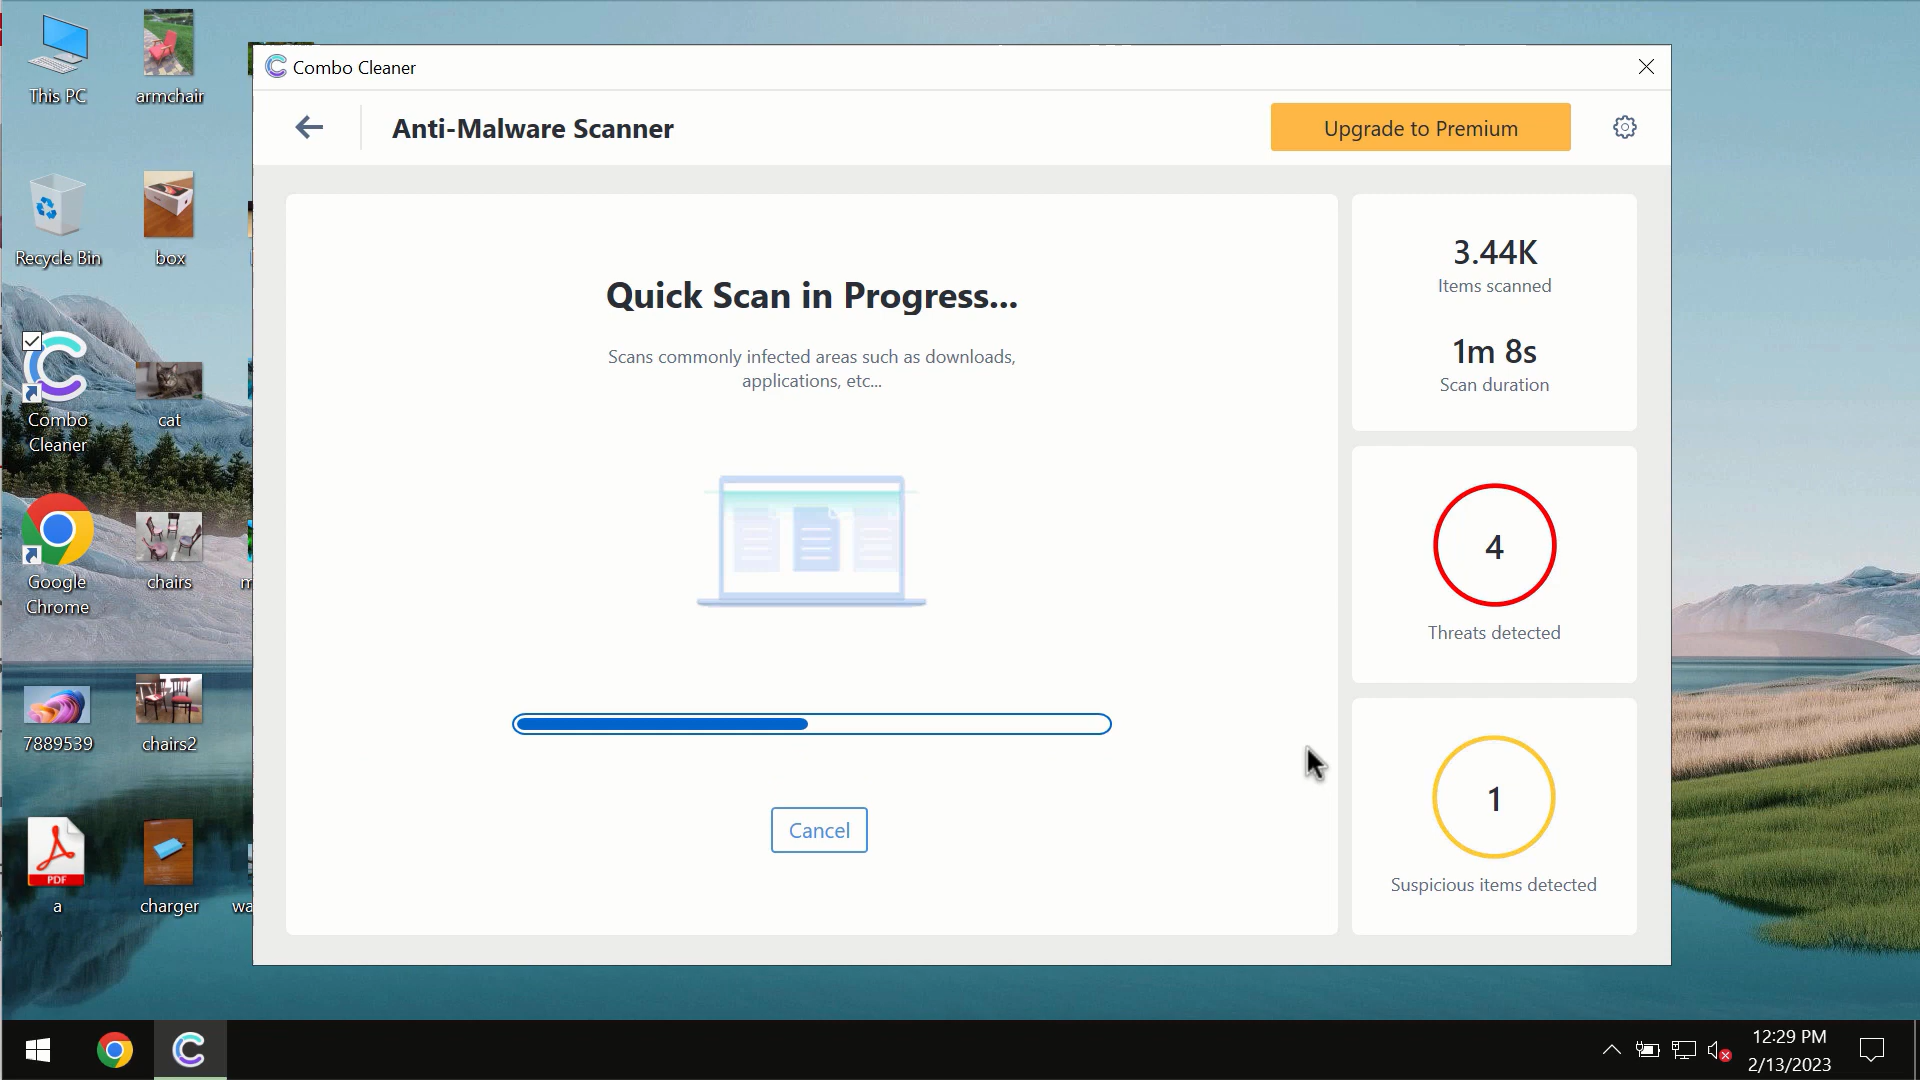 Combo Cleaner
Anti-Malware Scanner
Upgrade to Premium
Quick Scan in Progress...
Scans commonly infected areas such as downloads,
applications, etc...
Cancel
3.44K
Items scanned
1m 8s
Scan duration
4
Threats detected
1
Suspicious items detected
This PC
armchair
Recycle Bin
box
Combo
Cleaner
cat
Google
Chrome
chairs
7889539
chairs2
PDF
a
charger
12:29 PM
2/13/2023